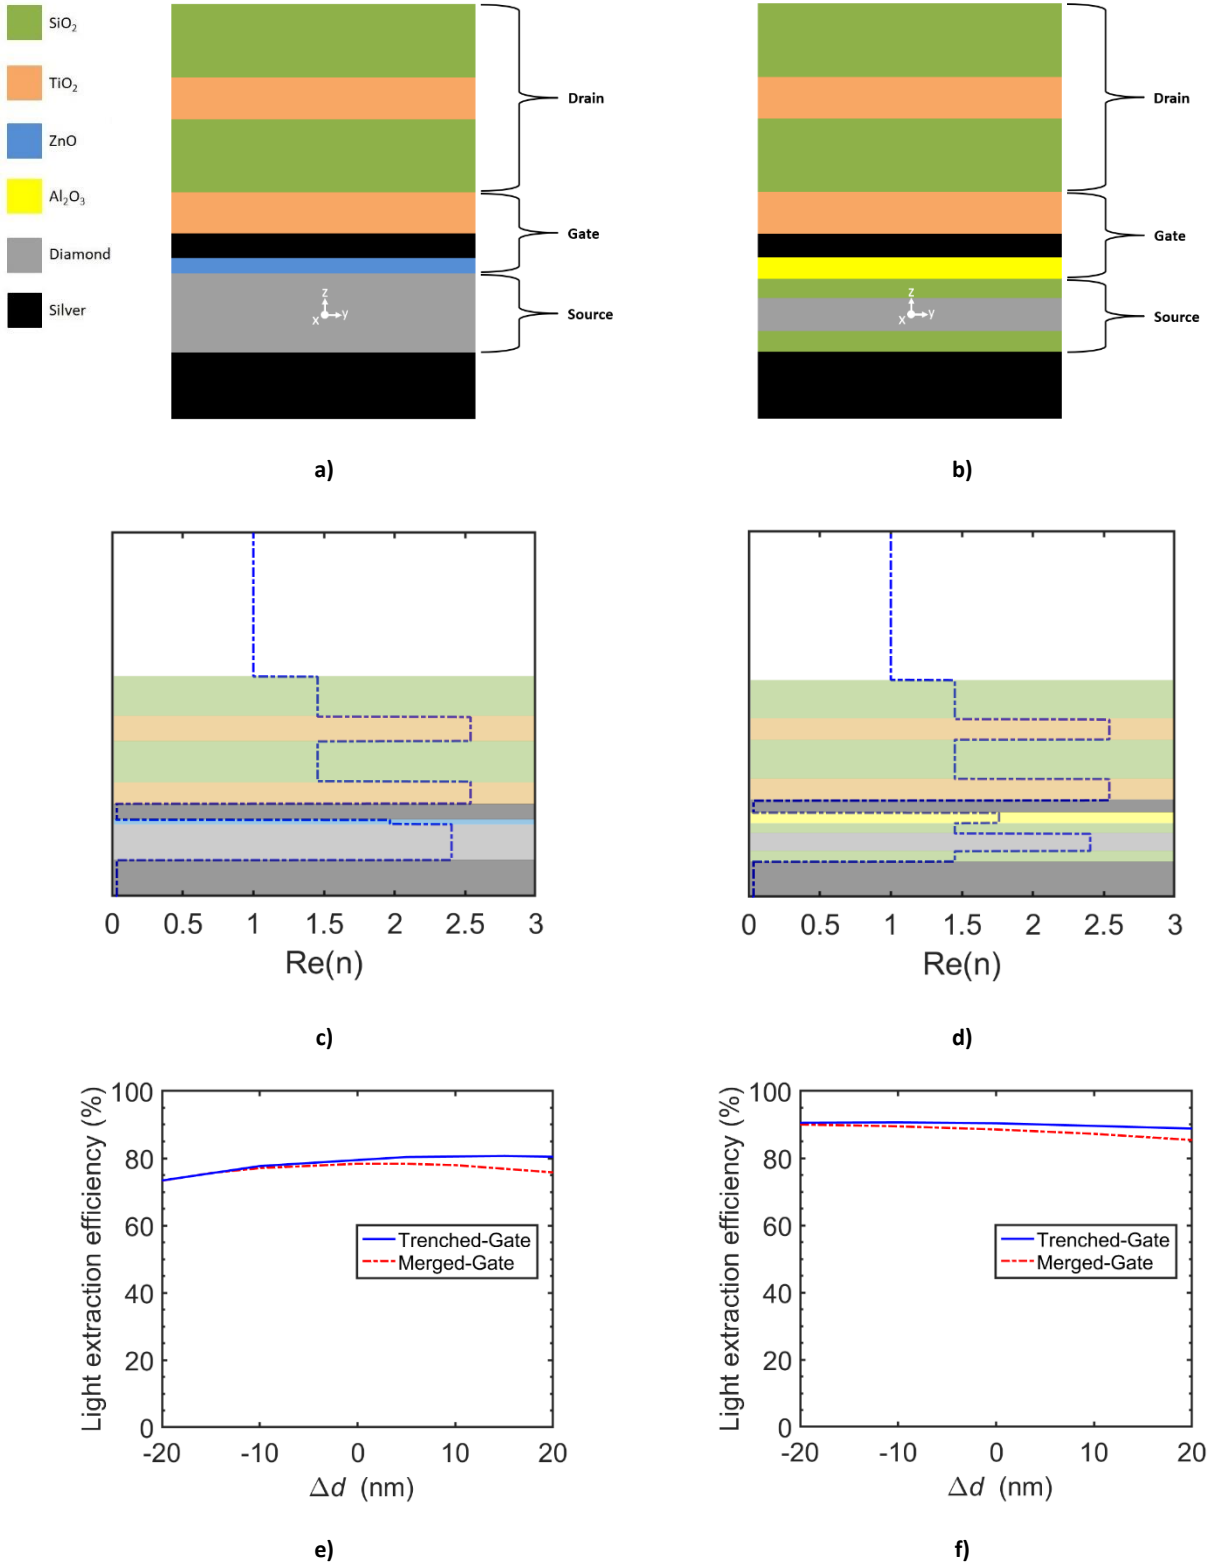 SiO₂
TiO₂
ZnO
Al₂O₃
Diamond
Silver
Drain
Gate
Source
z
x
y
Drain
Gate
Source
z
x
y
a)
b)
0 0.5 1 1.5 2 2.5 3
Re(n)
0 0.5 1 1.5 2 2.5 3
Re(n)
c)
d)
Light extraction efficiency (%)
100
80
60
40
20
0
-20 -10 0 10 20
Δd (nm)
Trenched-Gate
Merged-Gate
Light extraction efficiency (%)
100
80
60
40
20
0
-20 -10 0 10 20
Δd (nm)
Trenched-Gate
Merged-Gate
e)
f)